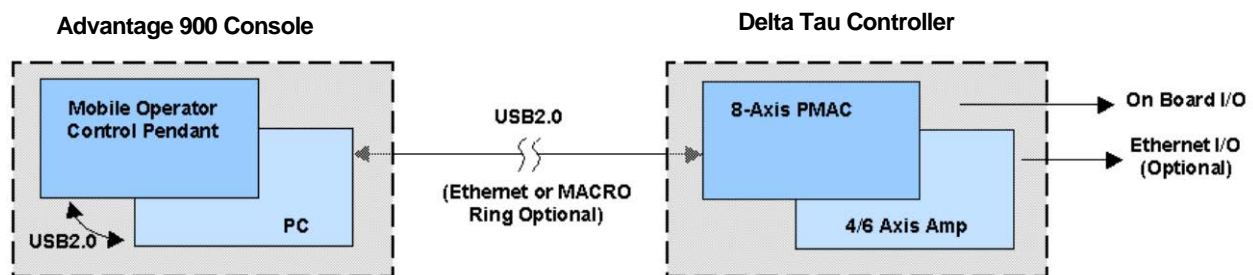 Advantage 900 Console
Delta Tau Controller
Mobile Operator
Control Pendant
PC
USB2.0
USB2.0
(Ethernet or MACRO
Ring Optional)
8-Axis PMAC
4/6 Axis Amp
On Board I/O
Ethernet I/O
(Optional)